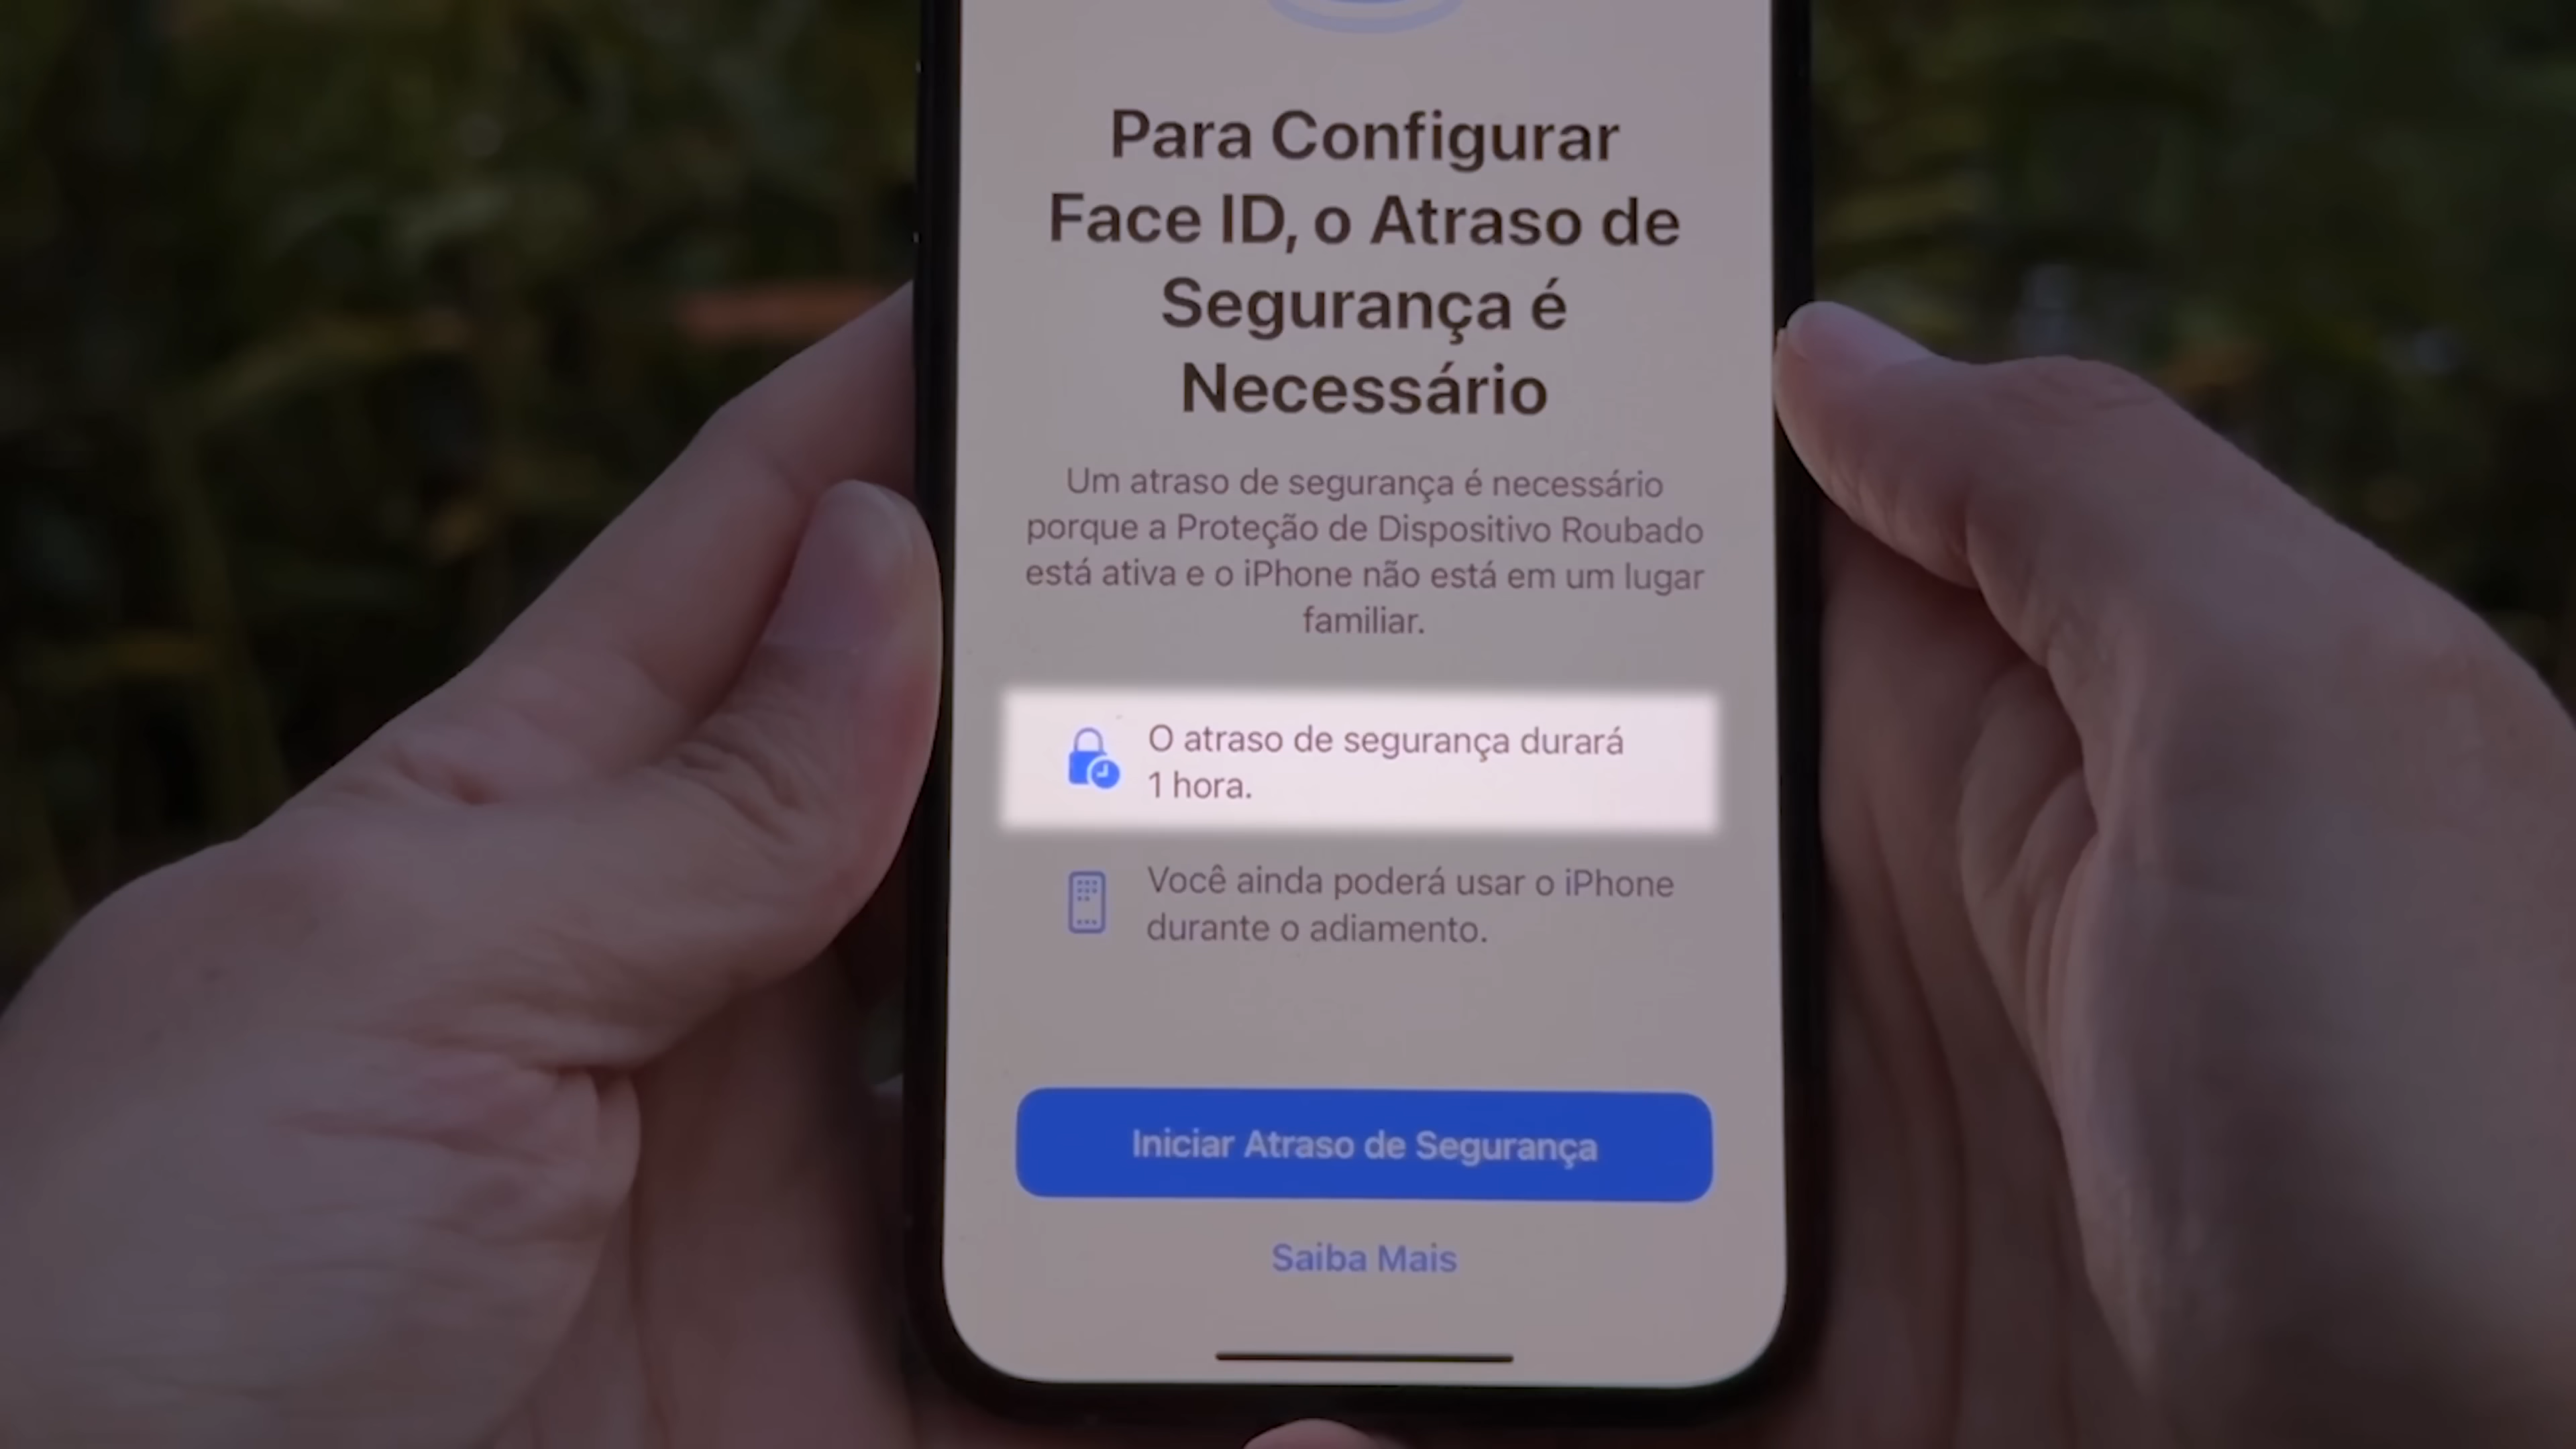 Para Configurar
Face ID, o Atraso de
Segurança é
Necessário
Um atraso de segurança é necessário
porque a Proteção de Dispositivo Roubado
está ativa e o iPhone não está em um lugar
familiar.
O atraso de segurança durará
1 hora.
Você ainda poderá usar o iPhone
durante o adiamento.
Iniciar Atraso de Segurança
Saiba Mais